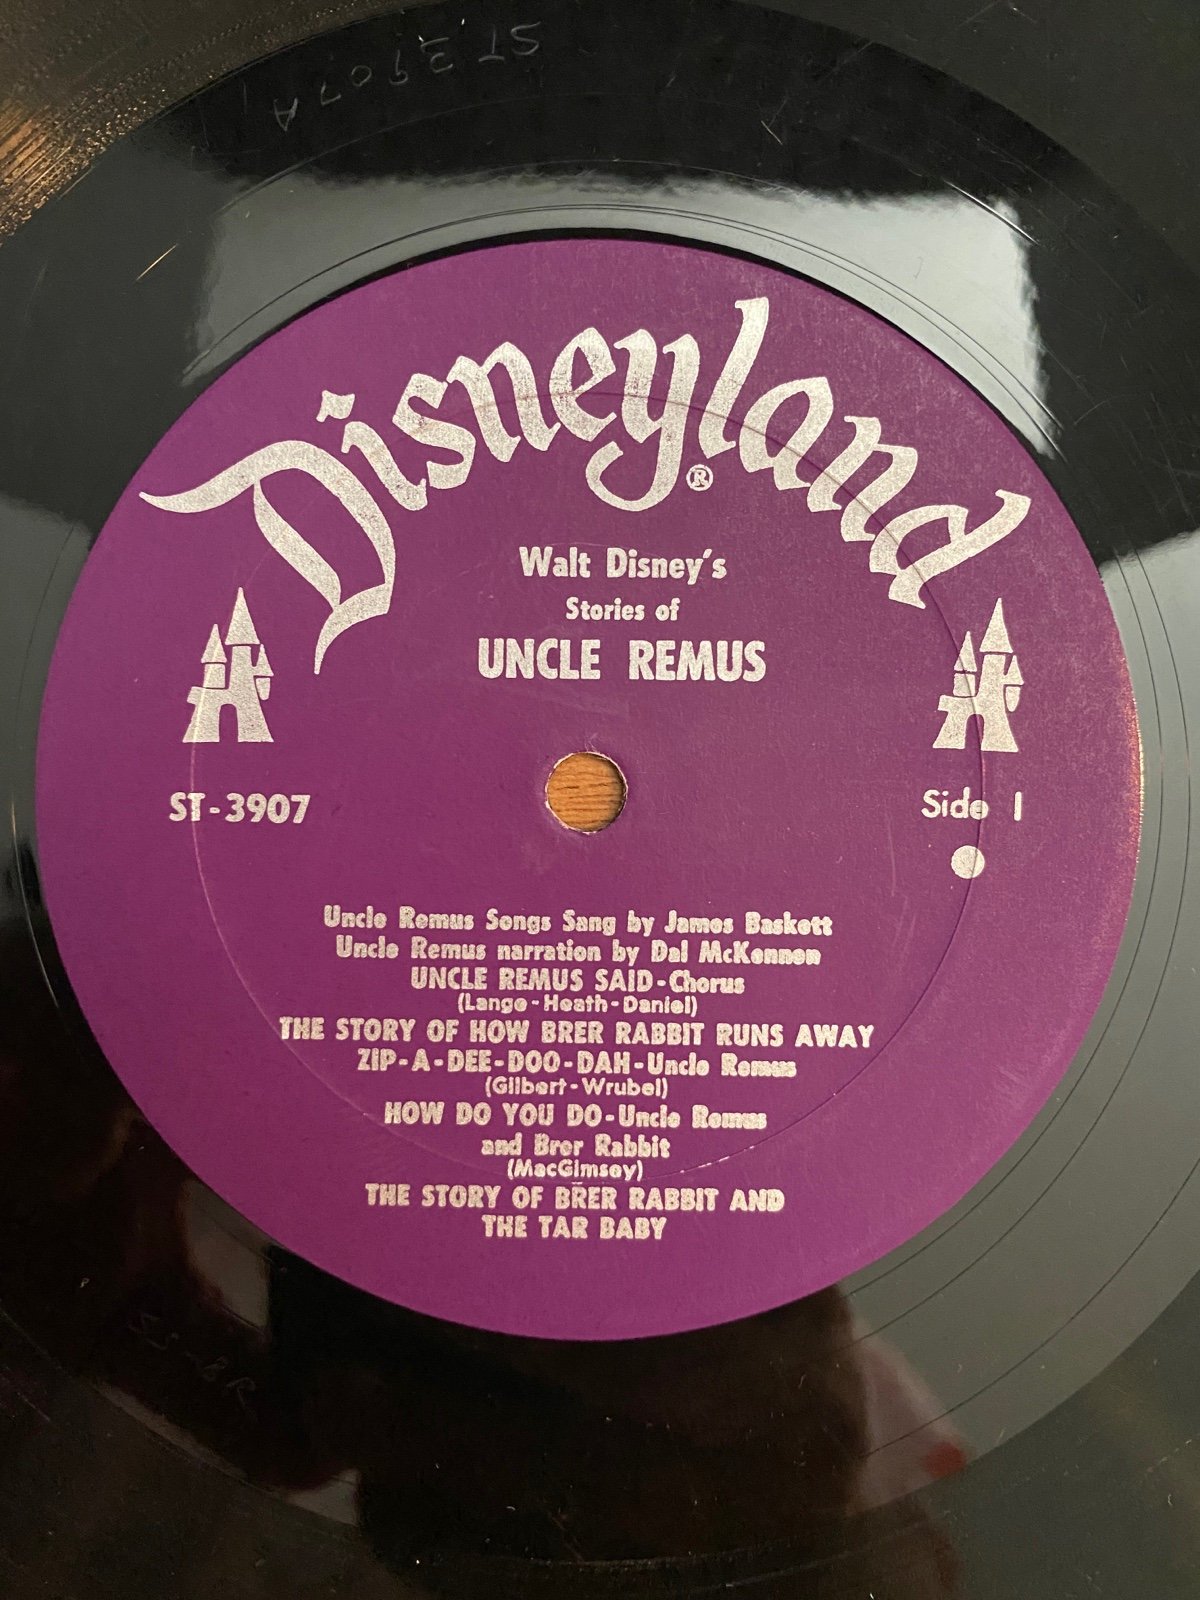 ST 3907A
Disneyland®
Walt Disney's
Stories of
UNCLE REMUS
ST-3907
Side 1
Uncle Remus Songs Sang by James Baskett
Uncle Remus narration by Dal McKennen
UNCLE REMUS SAID-Chorus
(Lange-Heath-Daniel)
THE STORY OF HOW BRER RABBIT RUNS AWAY
ZIP-A-DEE-DOO-DAH-Uncle Remus
(Gilbert-Wrubel)
HOW DO YOU DO-Uncle Remus
and Brer Rabbit
(MacGimsey)
THE STORY OF BRER RABBIT AND
THE TAR BABY